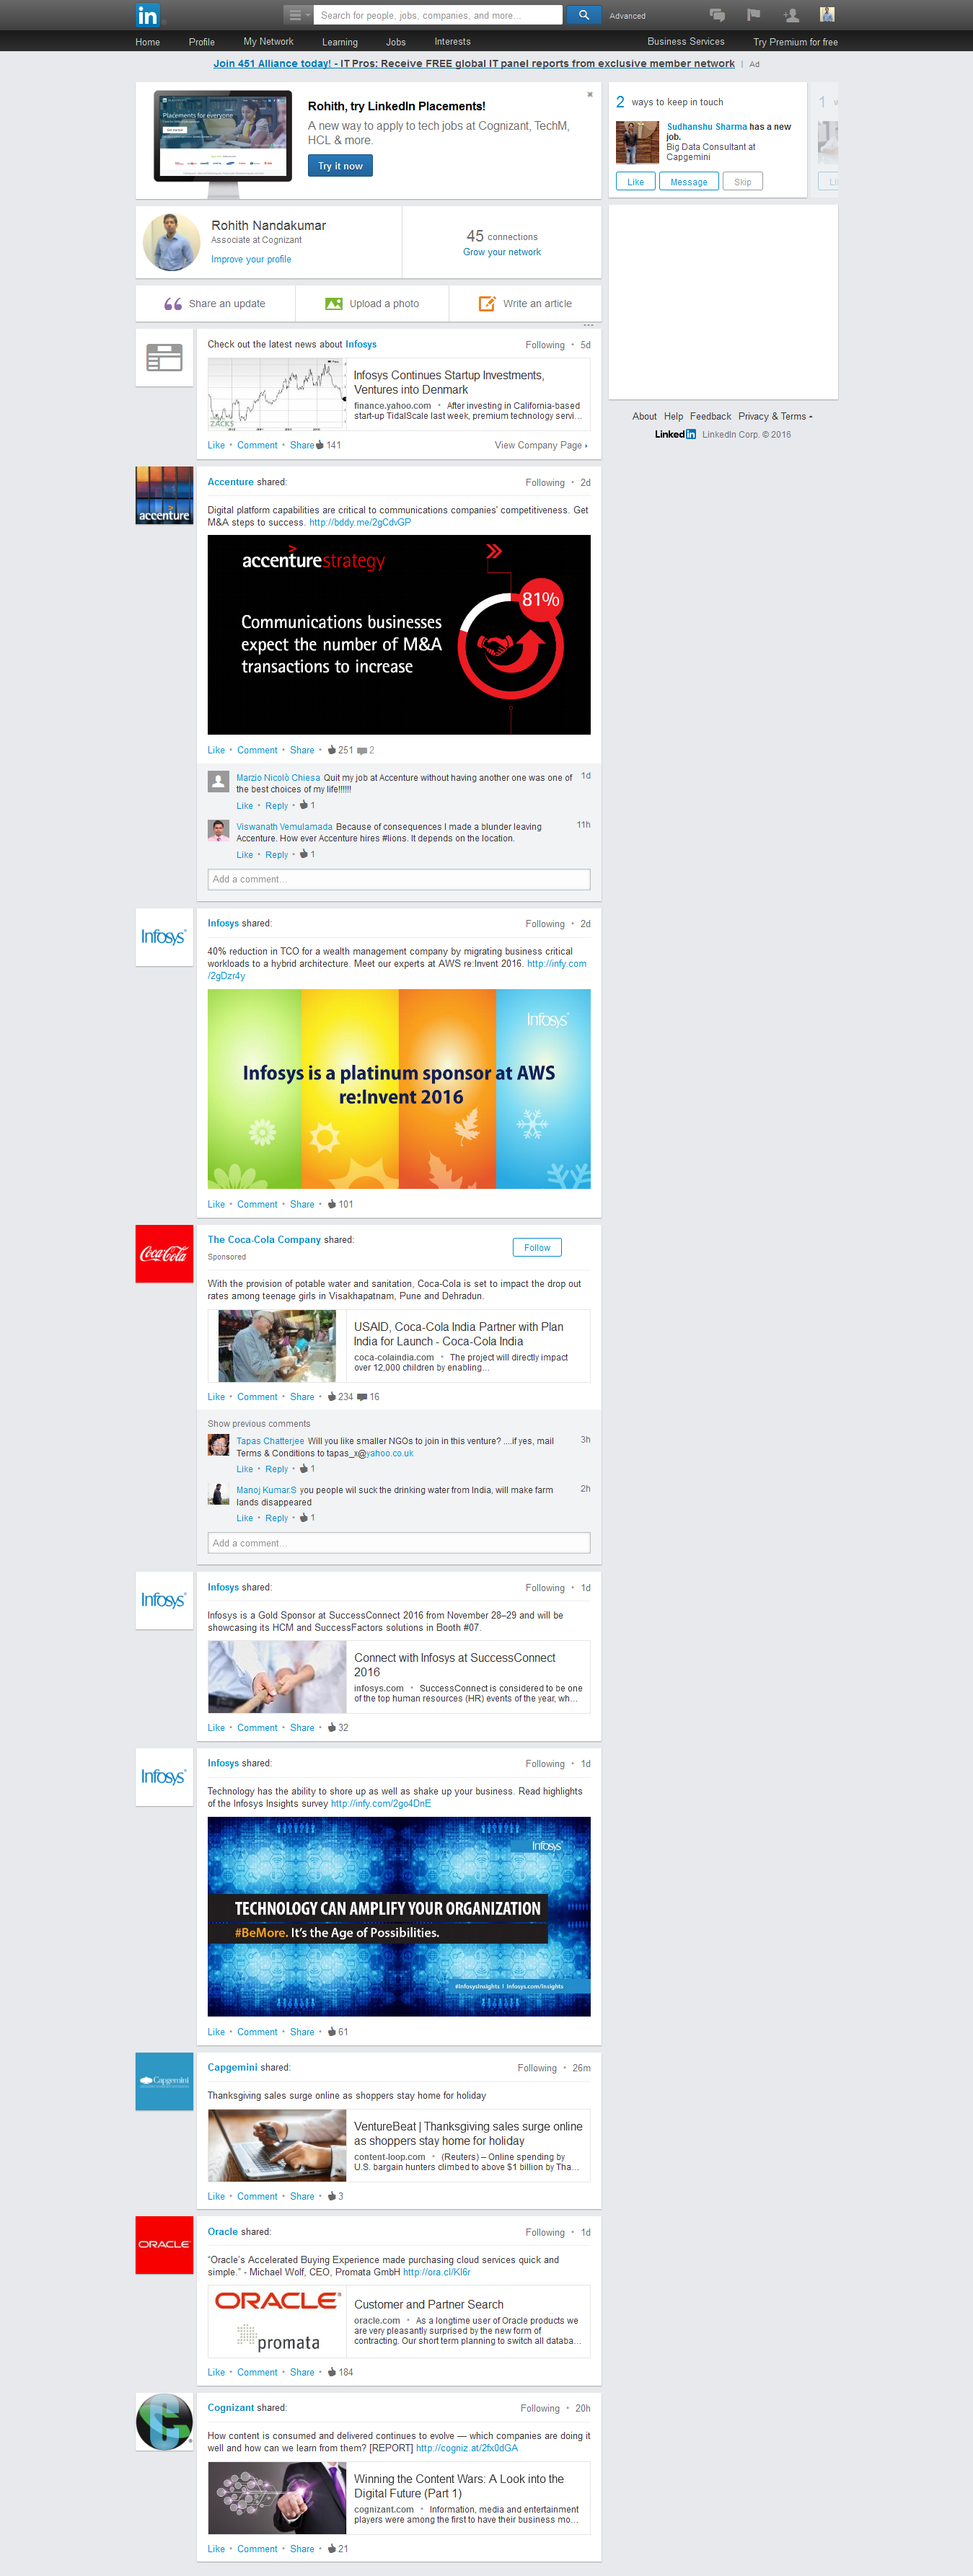 in
Search for people, jobs, companies, and more...
Advanced
Home
Profile
My Network
Learning
Jobs
Interests
Business Services
Try Premium for free
Join 451 Alliance today! - IT Pros: Receive FREE global IT panel reports from exclusive member network | Ad
Placements for everyone
Rohith, try LinkedIn Placements!
A new way to apply to tech jobs at Cognizant, TechM,
HCL & more.
Try it now
2 ways to keep in touch
Sudhanshu Sharma has a new
job.
Big Data Consultant at
Capgemini
Like
Message
Skip
1
Rohith Nandakumar
Associate at Cognizant
Improve your profile
45 connections
Grow your network
Share an update
Upload a photo
Write an article
About Help Feedback Privacy & Terms
LinkedIn LinkedIn Corp. © 2016
Check out the latest news about Infosys
Following • 5d
ZACKS
Infosys Continues Startup Investments,
Ventures into Denmark
finance.yahoo.com • After investing in California-based
start-up TidalScale last week, premium technology servi...
Like • Comment • Share 141
View Company Page
accenture
Accenture shared:
Following • 2d
Digital platform capabilities are critical to communications companies' competitiveness. Get
M&A steps to success. http://bddy.me/2gCdvGP
accenturestrategy
81%
Communications businesses
expect the number of M&A
transactions to increase
Like • Comment • Share • 251 2
Marzio Nicolò Chiesa Quit my job at Accenture without having another one was one of
the best choices of my life!!!!!!!
1d
Like • Reply • 1
Viswanath Vemulamada Because of consequences I made a blunder leaving
Accenture. How ever Accenture hires #lions. It depends on the location.
11h
Like • Reply • 1
Add a comment...
Infosys
Infosys shared:
Following • 2d
40% reduction in TCO for a wealth management company by migrating business critical
workloads to a hybrid architecture. Meet our experts at AWS re:Invent 2016. http://infy.com
/2gDzr4y
Infosys
Infosys is a platinum sponsor at AWS
re:Invent 2016
Like • Comment • Share • 101
Coca-Cola
The Coca-Cola Company shared:
Sponsored
Follow
With the provision of potable water and sanitation, Coca-Cola is set to impact the drop out
rates among teenage girls in Visakhapatnam, Pune and Dehradun.
USAID, Coca-Cola India Partner with Plan
India for Launch - Coca-Cola India
coca-colaindia.com • The project will directly impact
over 12,000 children by enabling...
Like • Comment • Share • 234 16
Show previous comments
Tapas Chatterjee Will you like smaller NGOs to join in this venture? ....if yes, mail
Terms & Conditions to tapas_x@yahoo.co.uk
3h
Like • Reply • 1
Manoj Kumar.S you people wil suck the drinking water from India, will make farm
lands disappeared
2h
Like • Reply • 1
Add a comment...
Infosys
Infosys shared:
Following • 1d
Infosys is a Gold Sponsor at SuccessConnect 2016 from November 28–29 and will be
showcasing its HCM and SuccessFactors solutions in Booth #07.
Connect with Infosys at SuccessConnect
2016
infosys.com • SuccessConnect is considered to be one
of the top human resources (HR) events of the year, wh...
Like • Comment • Share • 32
Infosys
Infosys shared:
Following • 1d
Technology has the ability to shore up as well as shake up your business. Read highlights
of the Infosys Insights survey http://infy.com/2go4DnE
Infosys
TECHNOLOGY CAN AMPLIFY YOUR ORGANIZATION
#BeMore. It's the Age of Possibilities.
#InfosysInsights | Infosys.com/insights
Like • Comment • Share • 61
Capgemini
Capgemini shared:
Following • 26m
Thanksgiving sales surge online as shoppers stay home for holiday
VentureBeat | Thanksgiving sales surge online
as shoppers stay home for holiday
content-loop.com • (Reuters) – Online spending by
U.S. bargain hunters climbed to above $1 billion by Tha...
Like • Comment • Share • 3
ORACLE
Oracle shared:
Following • 1d
"Oracle's Accelerated Buying Experience made purchasing cloud services quick and
simple." - Michael Wolf, CEO, Promata GmbH http://ora.cl/Kl6r
ORACLE
promata
Customer and Partner Search
oracle.com • As a longtime user of Oracle products we
are very pleasantly surprised by the new form of
contracting. Our short term planning to switch all databa...
Like • Comment • Share • 184
Cognizant shared:
Following • 20h
How content is consumed and delivered continues to evolve — which companies are doing it
well and how can we learn from them? [REPORT] http://cogniz.at/2fx0dGA
Winning the Content Wars: A Look into the
Digital Future (Part 1)
cognizant.com • Information, media and entertainment
players were among the first to have their business mo...
Like • Comment • Share • 21